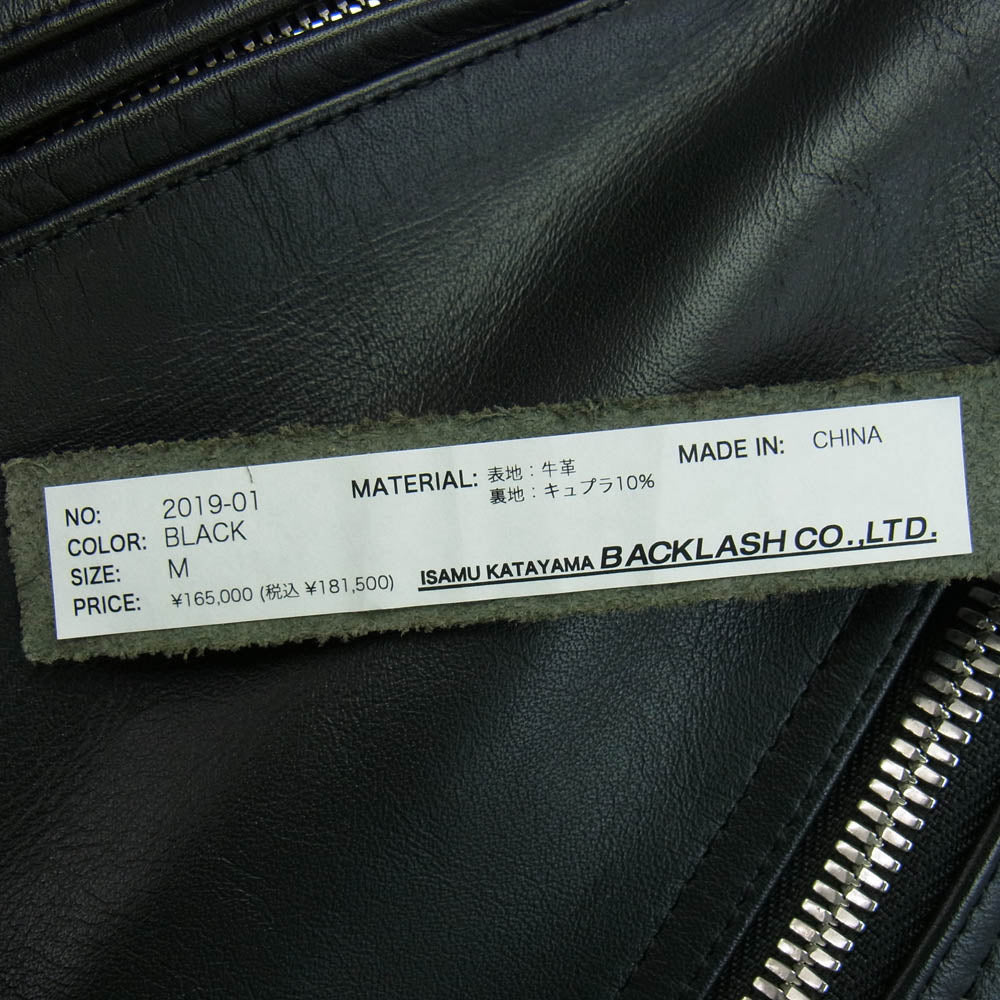 NO: 2019-01
COLOR: BLACK
SIZE: M
PRICE: ¥165,000 (税込 ¥181,500)
MATERIAL: 表地：牛革
裏地：キュプラ10%
MADE IN: CHINA
ISAMU KATAYAMA BACKLASH CO.,LTD.